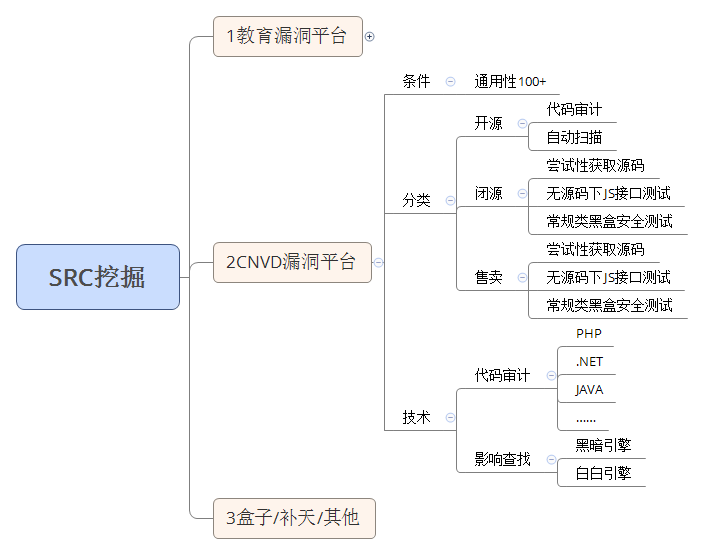 SRC挖掘
1教育漏洞平台
2CNVD漏洞平台
条件
通用性100+
分类
开源
代码审计
自动扫描
闭源
尝试性获取源码
无源码下JS接口测试
常规类黑盒安全测试
售卖
尝试性获取源码
无源码下JS接口测试
常规类黑盒安全测试
技术
代码审计
PHP
.NET
JAVA
......
影响查找
黑暗引擎
白白引擎
3盒子/补天/其他